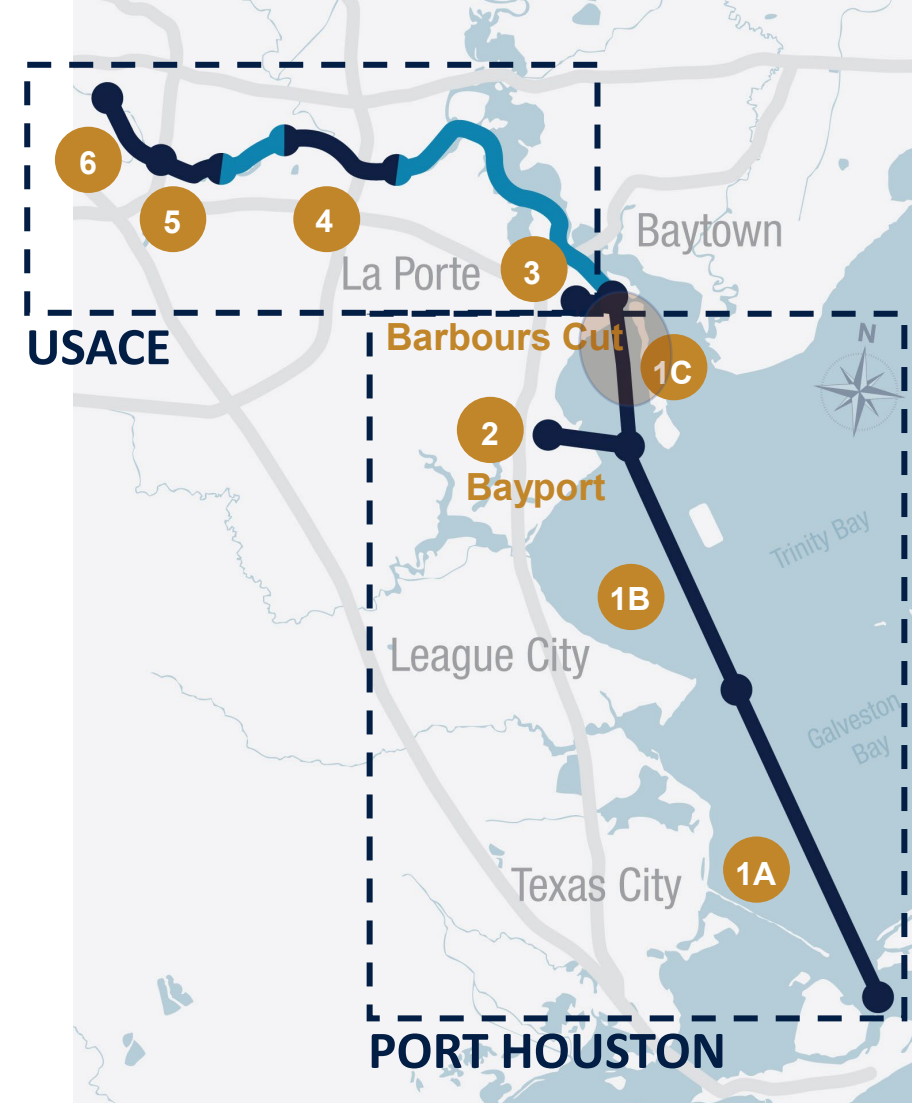 6
5
4
3
Baytown
La Porte
USACE
Barbours Cut
N
1C
2
Bayport
Trinity Bay
1B
League City
Galveston
Bay
1A
Texas City
PORT HOUSTON